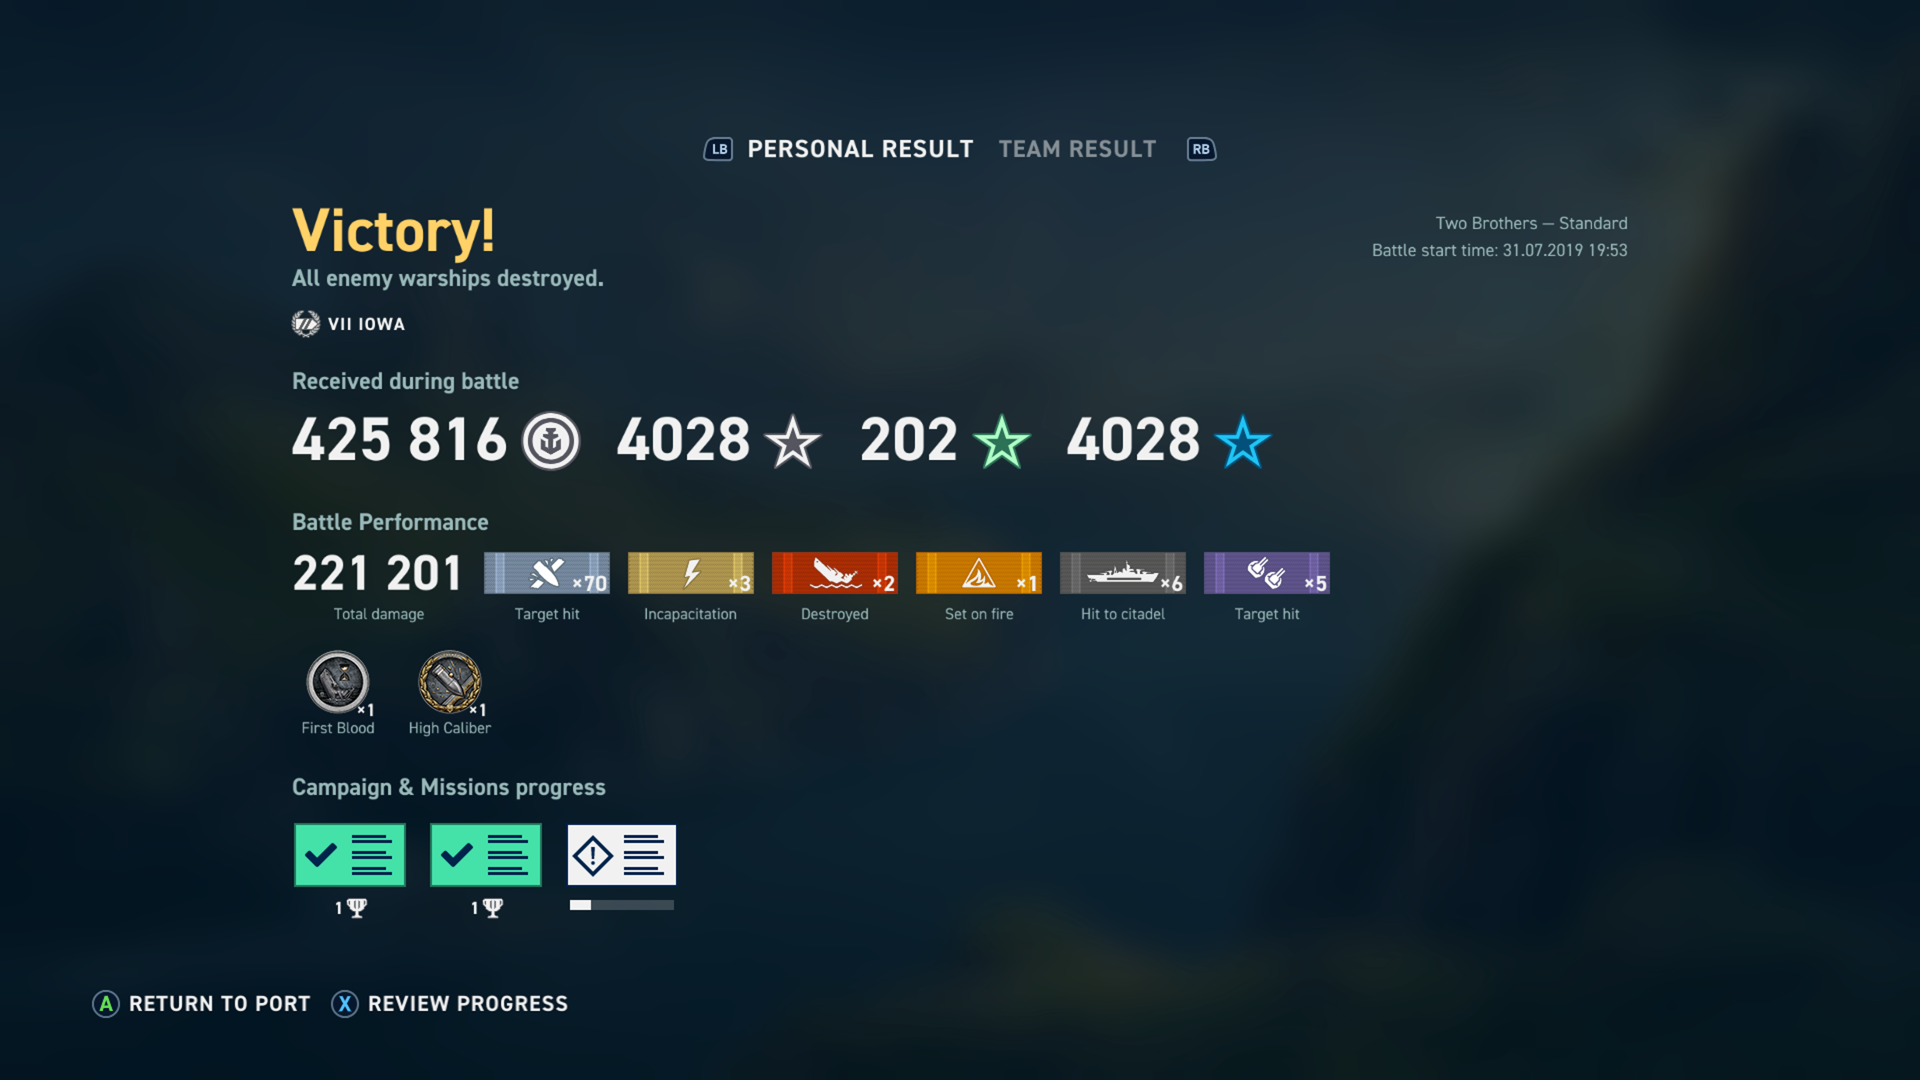 LB PERSONAL RESULT TEAM RESULT RB
Victory!
Two Brothers — Standard
All enemy warships destroyed.
Battle start time: 31.07.2019 19:53
VII IOWA
Received during battle
425 816 4028 202 4028
Battle Performance
221 201 ×70 ×3 ×2 ×1 ×6 ×5
Total damage Target hit Incapacitation Destroyed Set on fire Hit to citadel Target hit
×1 ×1
First Blood High Caliber
Campaign & Missions progress
1 1
A RETURN TO PORT X REVIEW PROGRESS